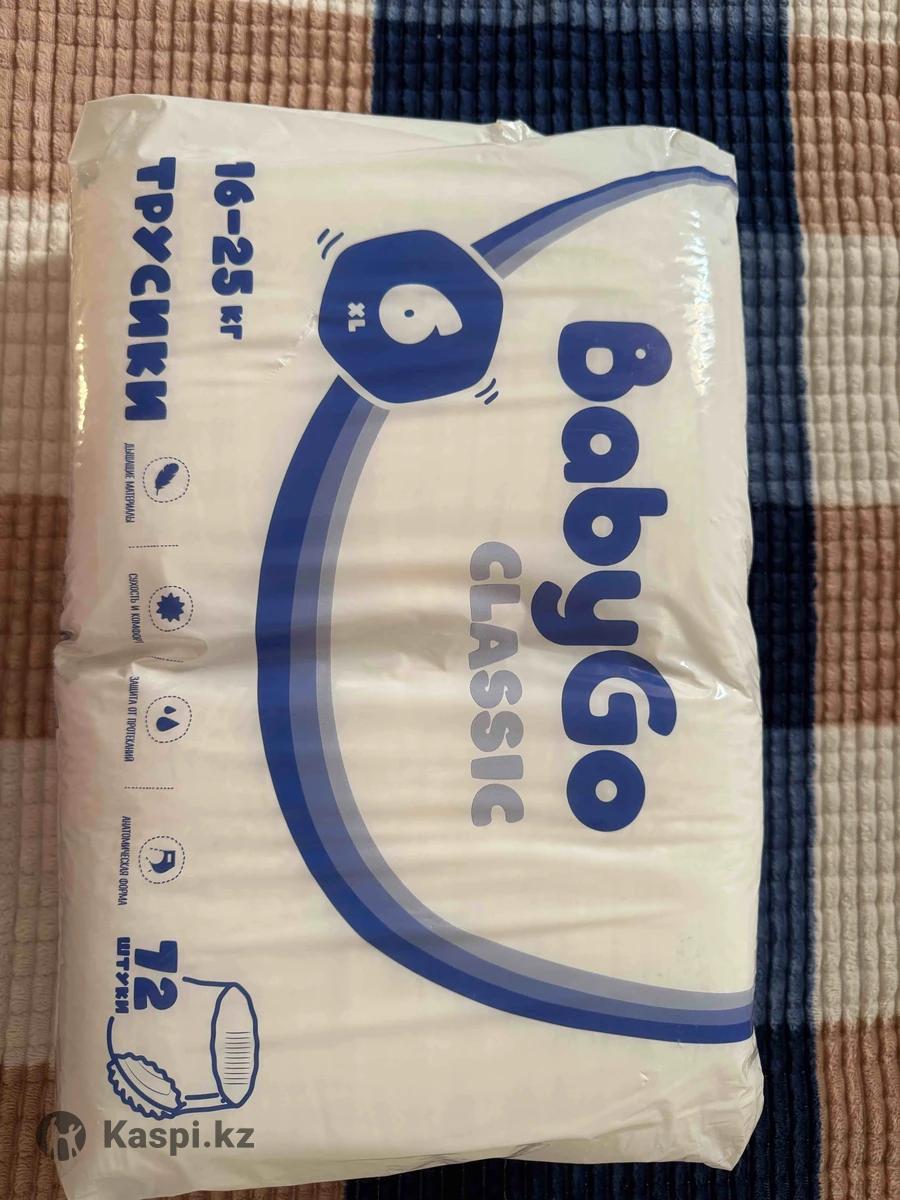 BabyGo
CLASSIC
6
XL
16-25 кг
ТРУСИКИ
ДЫШАЩИЕ МАТЕРИАЛЫ
СУХОСТЬ И КОМФОРТ
ЗАЩИТА ОТ ПРОТЕКАНИЙ
АНАТОМИЧЕСКАЯ ФОРМА
72
ШТУКИ
Kaspi.kz